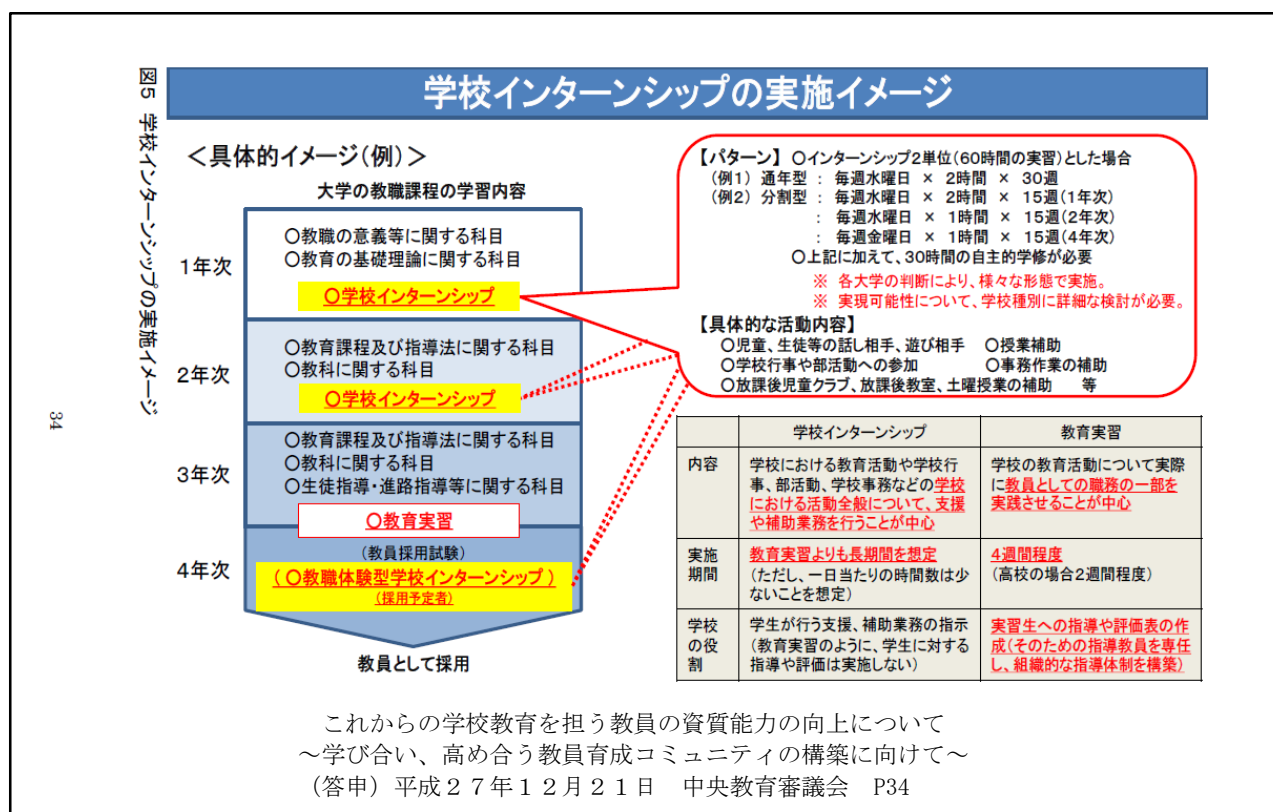 図5 学校インターンシップの実施イメージ
学校インターンシップの実施イメージ
＜具体的イメージ(例)＞
大学の教職課程の学習内容
1年次
〇教職の意義等に関する科目
〇教育の基礎理論に関する科目
〇学校インターンシップ
2年次
〇教育課程及び指導法に関する科目
〇教科に関する科目
〇学校インターンシップ
3年次
〇教育課程及び指導法に関する科目
〇教科に関する科目
〇生徒指導・進路指導等に関する科目
〇教育実習
4年次
(教員採用試験)
(〇教職体験型学校インターンシップ)
(採用予定者)
教員として採用
【パターン】 〇インターンシップ2単位(60時間の実習)とした場合
(例1) 通年型 : 毎週水曜日 × 2時間 × 30週
(例2) 分割型 : 毎週水曜日 × 2時間 × 15週(1年次)
: 毎週水曜日 × 1時間 × 15週(2年次)
: 毎週金曜日 × 1時間 × 15週(4年次)
〇上記に加えて、30時間の自主的学修が必要
※ 各大学の判断により、様々な形態で実施。
※ 実現可能性について、学校種別に詳細な検討が必要。
【具体的な活動内容】
〇児童、生徒等の話し相手、遊び相手 〇授業補助
〇学校行事や部活動への参加 〇事務作業の補助
〇放課後児童クラブ、放課後教室、土曜授業の補助 等
学校インターンシップ 教育実習
内容
学校における教育活動や学校行
事、部活動、学校事務などの学校
における活動全般について、支援
や補助業務を行うことが中心
学校の教育活動について実際
に教員としての職務の一部を
実践させることが中心
実施
期間
教育実習よりも長期間を想定
(ただし、一日当たりの時間数は少
ないことを想定)
4週間程度
(高校の場合2週間程度)
学校
の役
割
学生が行う支援、補助業務の指示
(教育実習のように、学生に対する
指導や評価は実施しない)
実習生への指導や評価表の作
成(そのための指導教員を専任
し、組織的な指導体制を構築)
34
これからの学校教育を担う教員の資質能力の向上について
～学び合い、高め合う教員育成コミュニティの構築に向けて～
（答申）平成２７年１２月２１日 中央教育審議会 P34